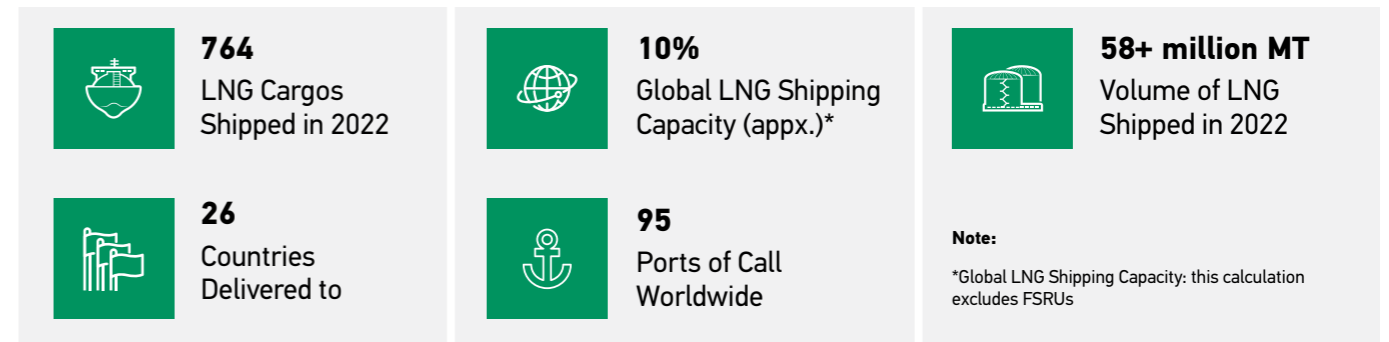 764
LNG Cargos
Shipped in 2022
26
Countries
Delivered to
10%
Global LNG Shipping
Capacity (appx.)*
95
Ports of Call
Worldwide
58+ million MT
Volume of LNG
Shipped in 2022
Note:
*Global LNG Shipping Capacity: this calculation
excludes FSRUs